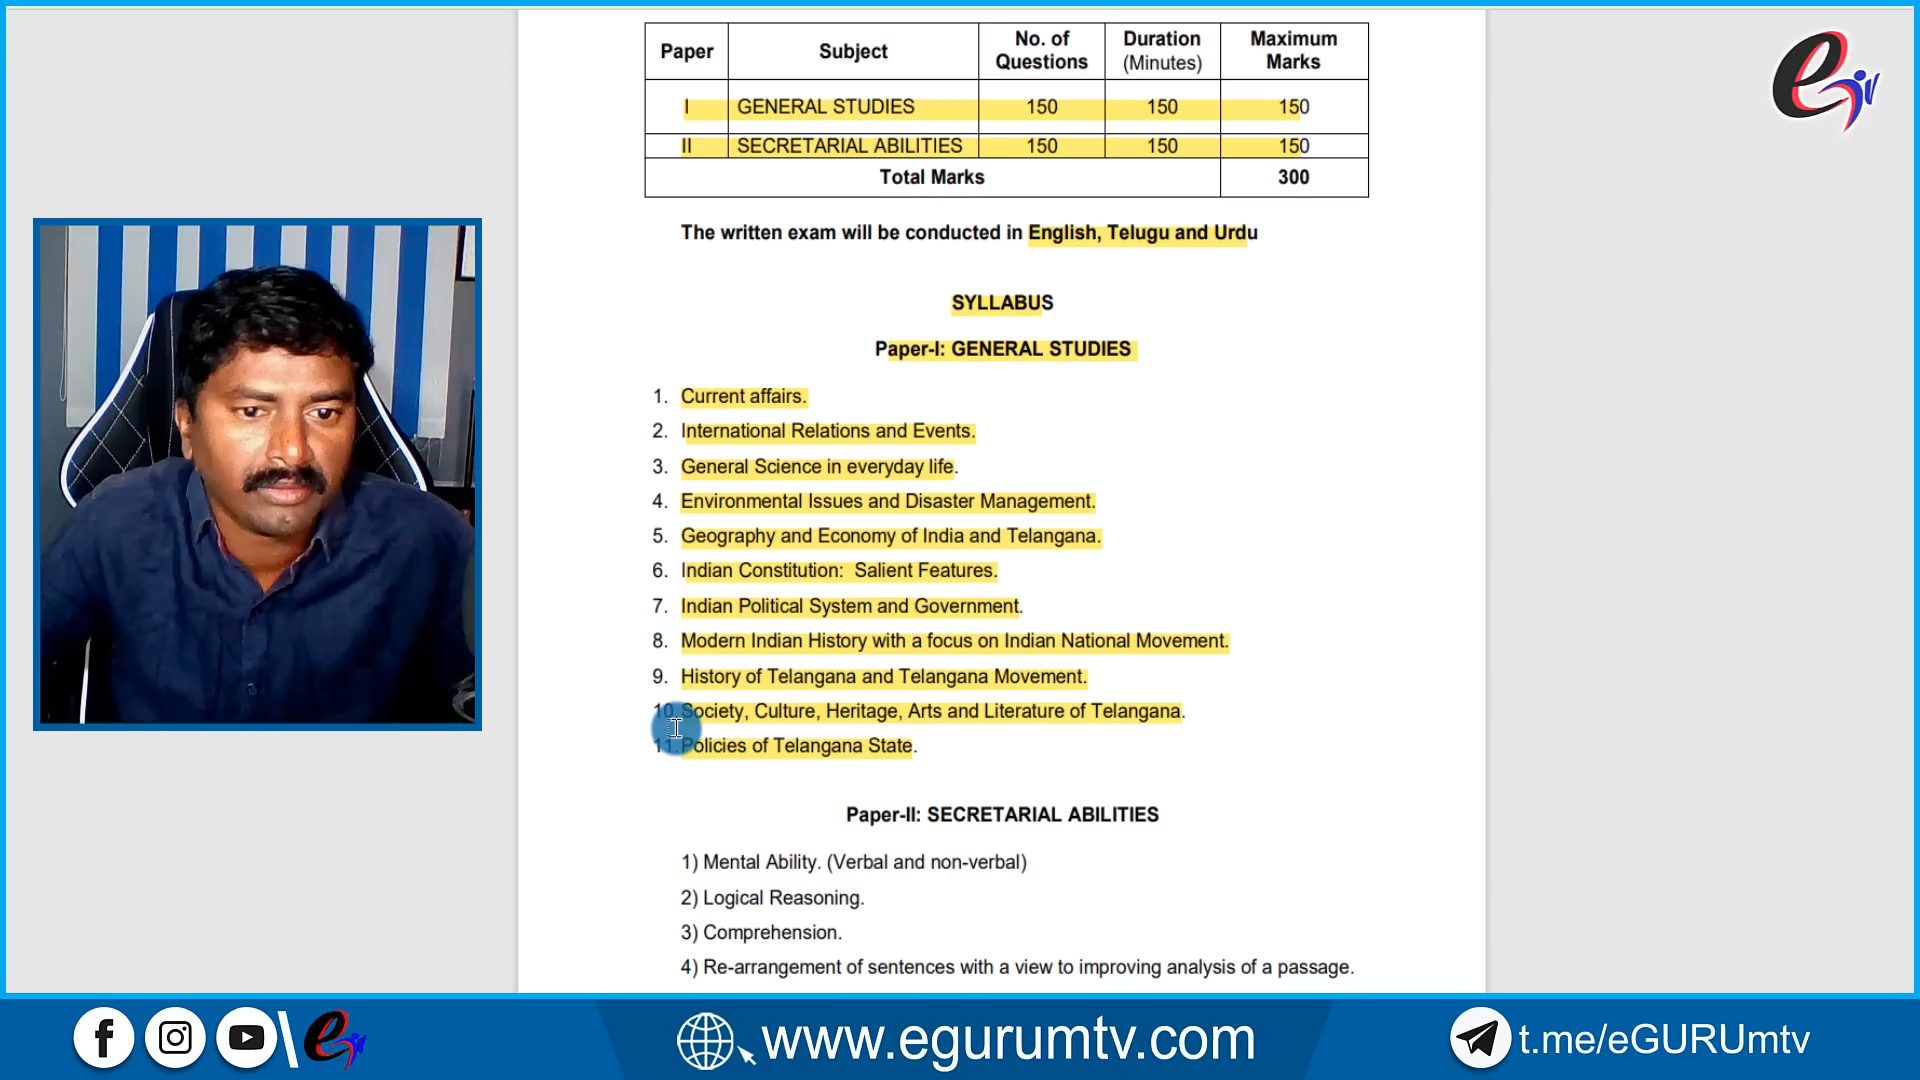 Paper Subject No. of Questions Duration (Minutes) Maximum Marks
I GENERAL STUDIES 150 150 150
II SECRETARIAL ABILITIES 150 150 150
Total Marks 300
The written exam will be conducted in English, Telugu and Urdu
SYLLABUS
Paper-I: GENERAL STUDIES
1. Current affairs.
2. International Relations and Events.
3. General Science in everyday life.
4. Environmental Issues and Disaster Management.
5. Geography and Economy of India and Telangana.
6. Indian Constitution: Salient Features.
7. Indian Political System and Government.
8. Modern Indian History with a focus on Indian National Movement.
9. History of Telangana and Telangana Movement.
10. Society, Culture, Heritage, Arts and Literature of Telangana.
11. Policies of Telangana State.
Paper-II: SECRETARIAL ABILITIES
1) Mental Ability. (Verbal and non-verbal)
2) Logical Reasoning.
3) Comprehension.
4) Re-arrangement of sentences with a view to improving analysis of a passage.
www.egurumtv.com
t.me/eGURUmtv